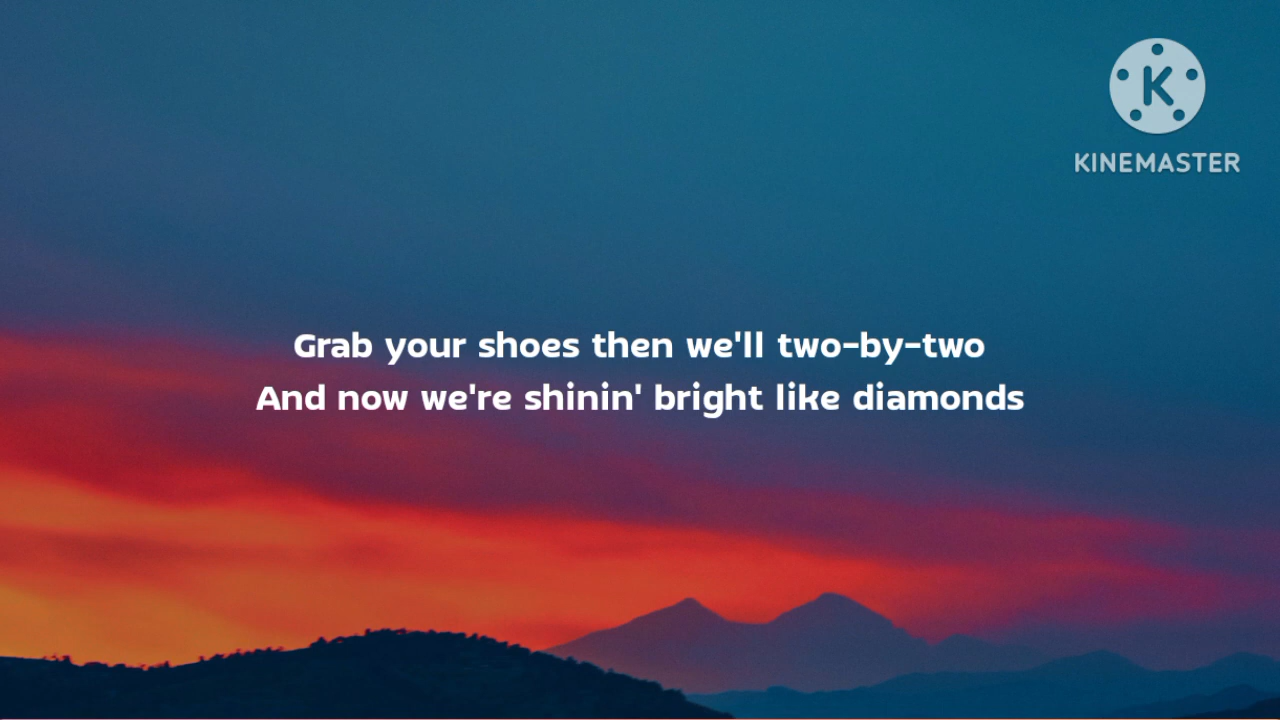 K
KINEMASTER
Grab your shoes then we'll two-by-two
And now we're shinin' bright like diamonds